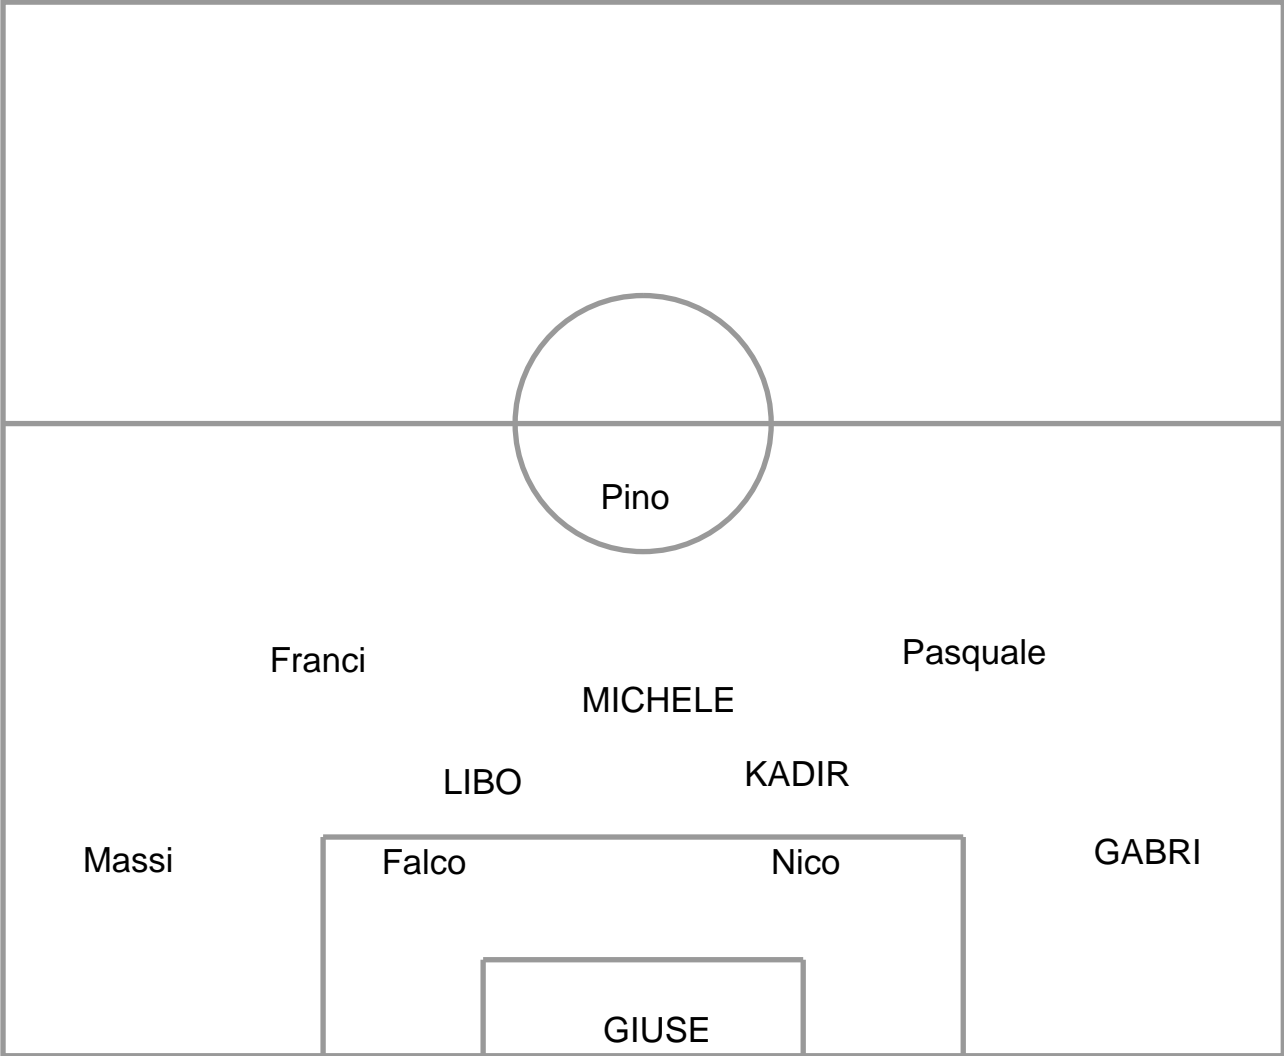 Pino
Franci
Pasquale
MICHELE
LIBO
KADIR
Massi
Falco
Nico
GABRI
GIUSE